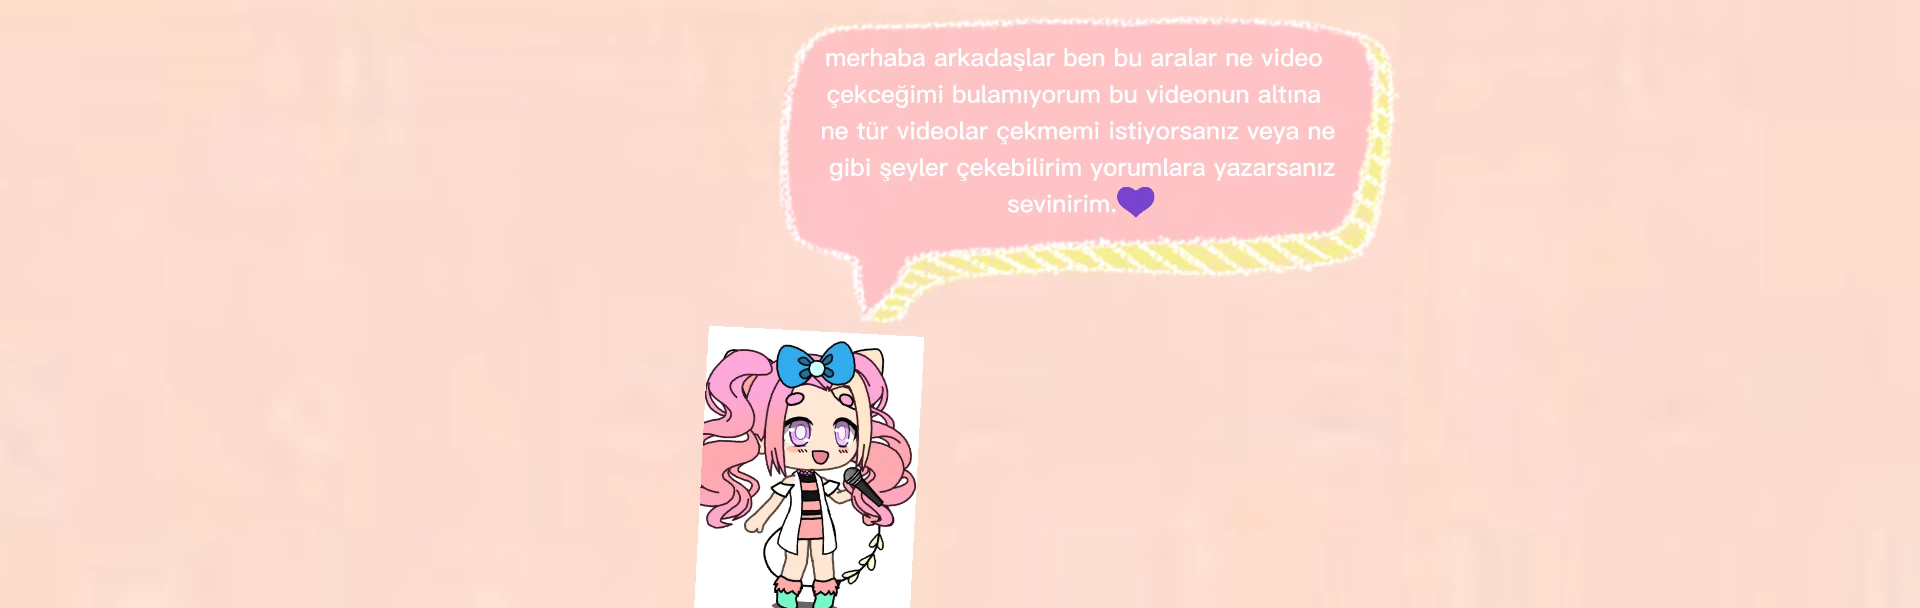 merhaba arkadaşlar ben bu aralar ne video
çekceğimi bulamıyorum bu videonun altına
ne tür videolar çekmemi istiyorsanız veya ne
gibi şeyler çekebilirim yorumlara yazarsanız
sevinirim.💜